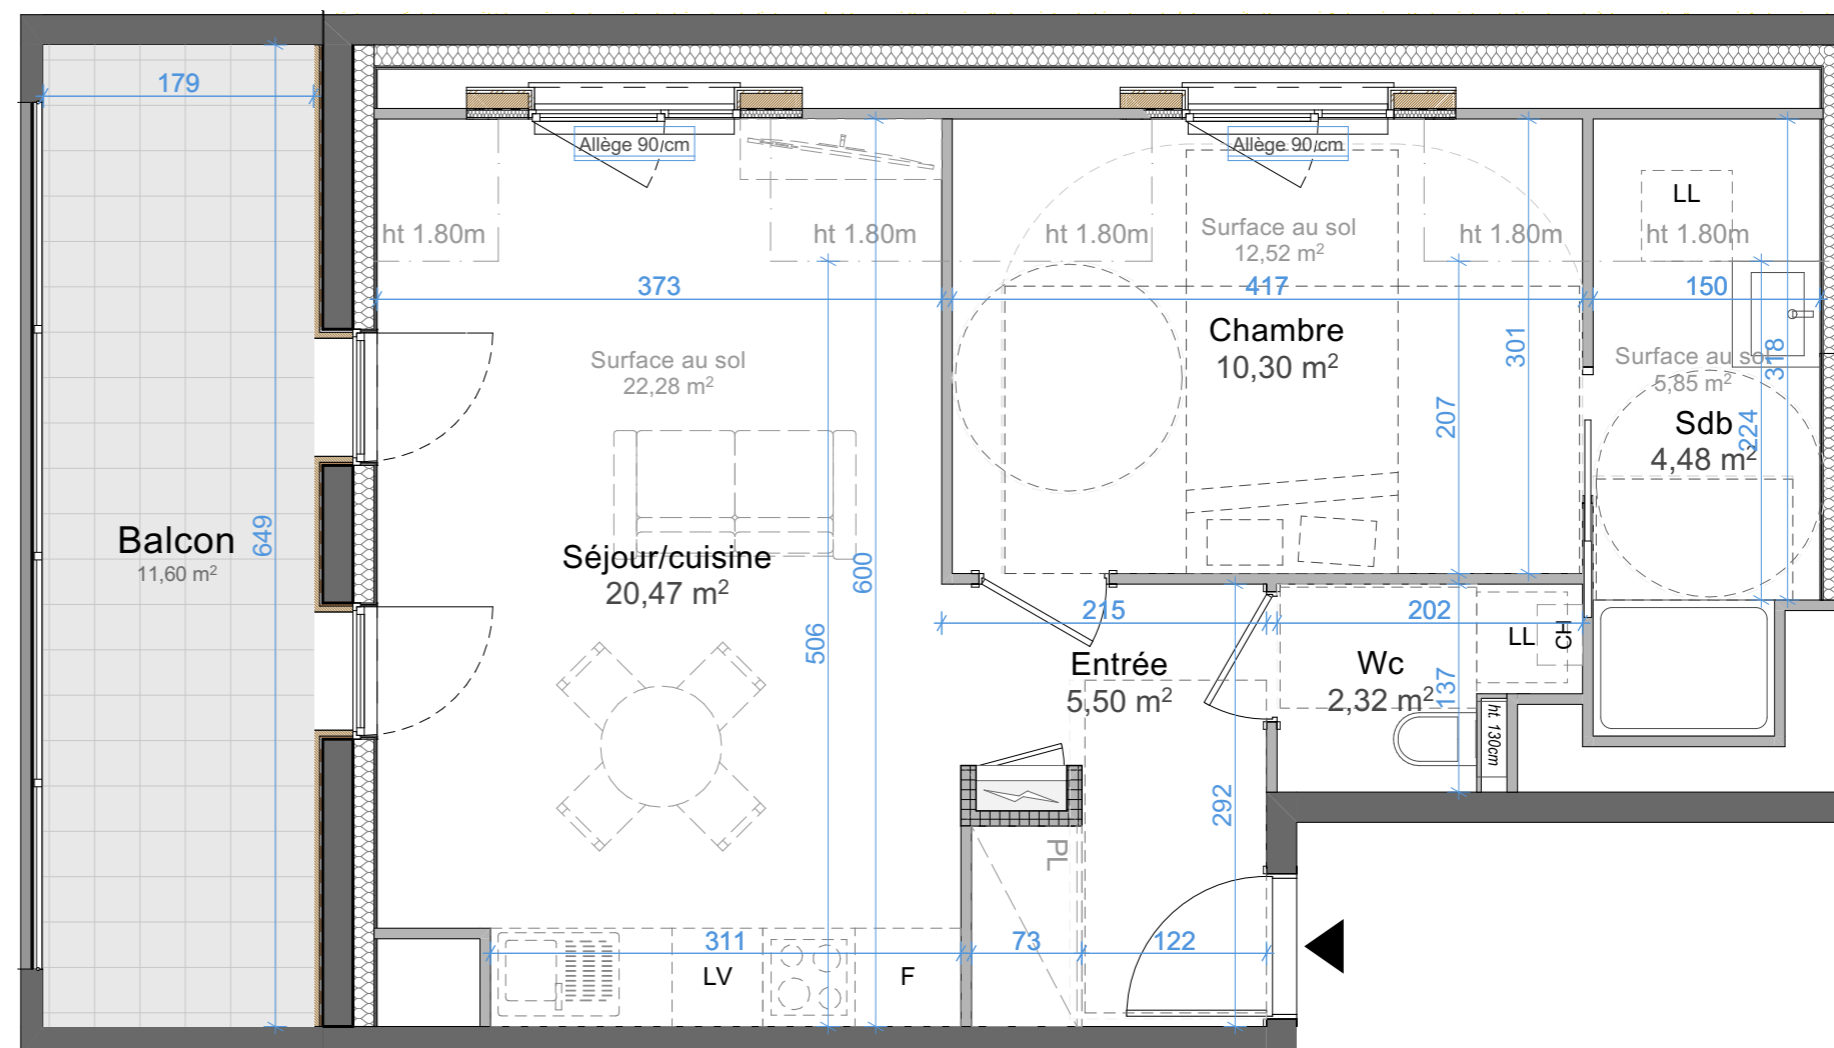 179
Allège 90/cm
Allège 90/cm
LL
ht 1.80m
ht 1.80m
ht 1.80m
Surface au sol
12,52 m²
ht 1.80m
ht 1.80m
373
417
150
Surface au sol
22,28 m²
Chambre
10,30 m²
301
207
Surface au sol
5,85 m²
318
224
Sdb
4,48 m²
Balcon
11,60 m²
649
Séjour/cuisine
20,47 m²
600
506
215
202
LL
CH
Entrée
5,50 m²
Wc
2,32 m²
137
ht. 130cm
292
PL
311
73
122
LV
F